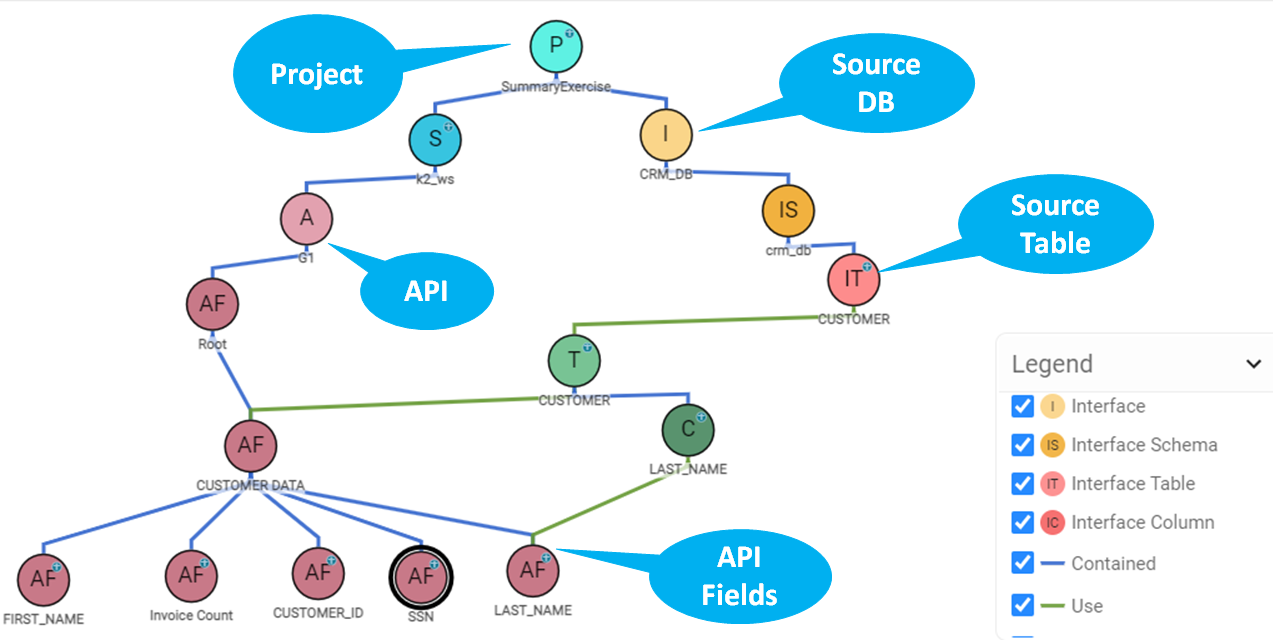 P
SummaryExercise
Project
Source
DB
S
k2_ws
I
CRM_DB
A
G1
IS
crm_db
Source
Table
API
IT
CUSTOMER
AF
Root
T
CUSTOMER
C
LAST_NAME
AF
CUSTOMER DATA
AF
FIRST_NAME
AF
Invoice Count
AF
CUSTOMER_ID
AF
SSN
AF
LAST_NAME
API
Fields
Legend
I Interface
IS Interface Schema
IT Interface Table
IC Interface Column
Contained
Use